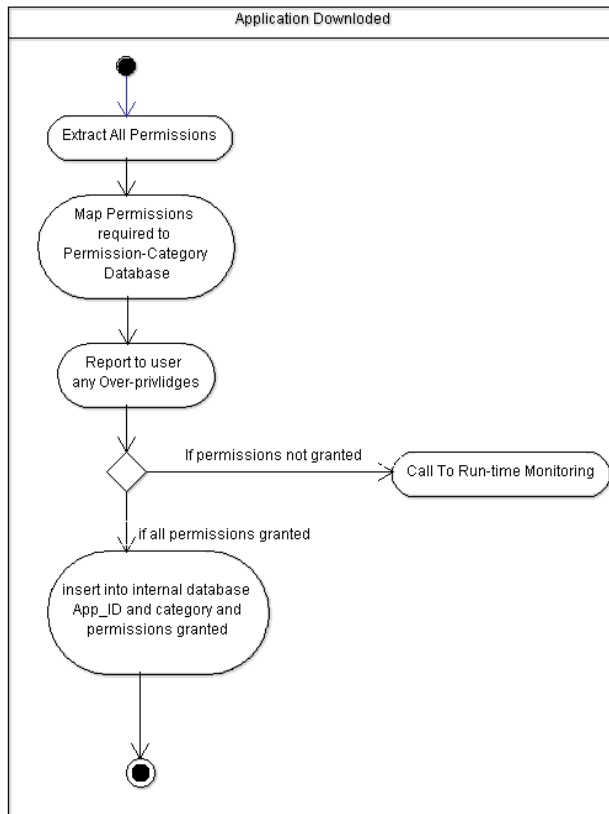 Application Downloded
Extract All Permissions
Map Permissions
required to
Permission-Category
Database
Report to user
any Over-privlidges
If permissions not granted
Call To Run-time Monitoring
if all permissions granted
insert into internal database
App_ID and category and
permissions granted